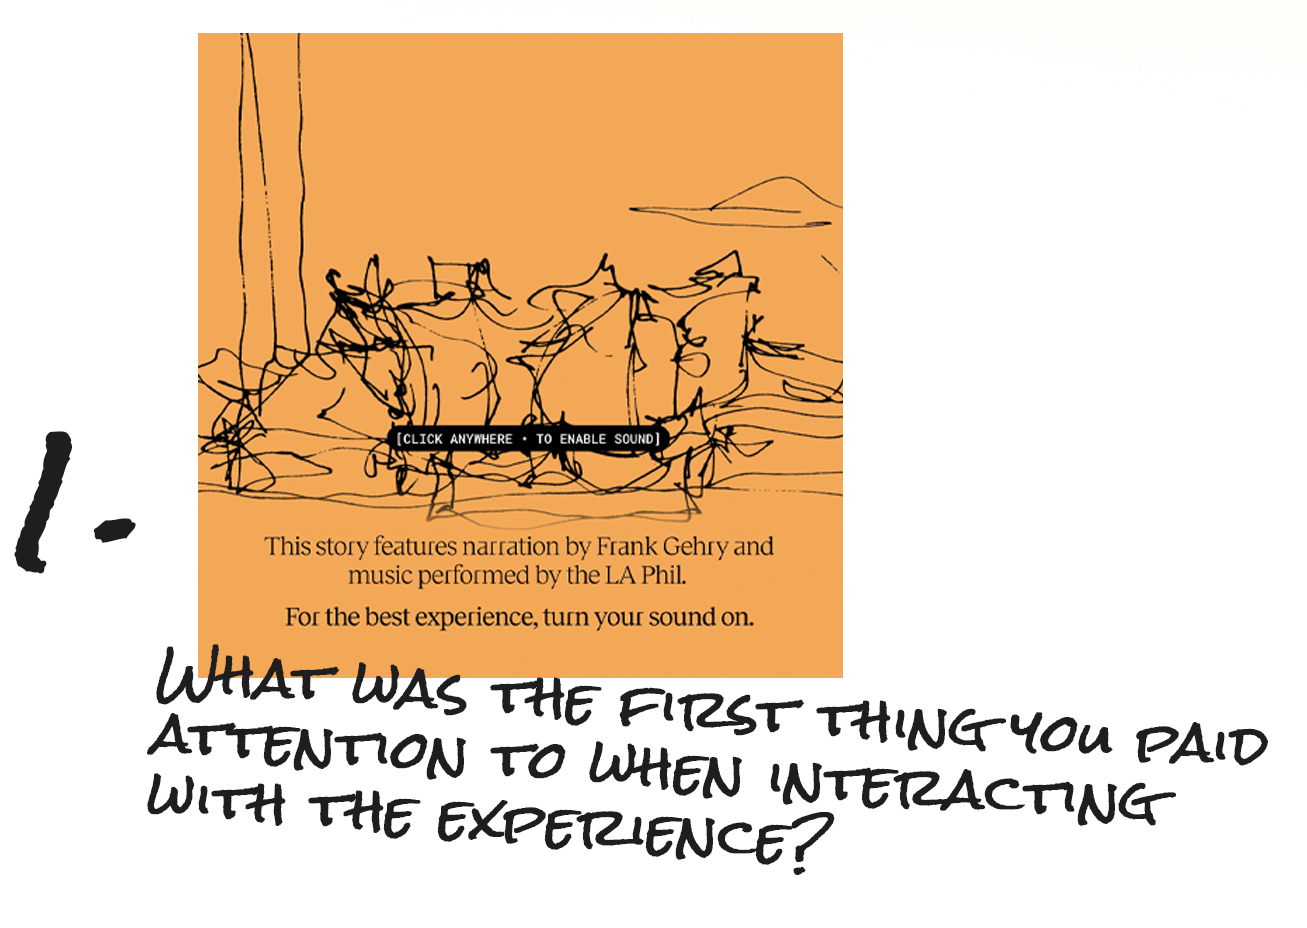 [CLICK ANYWHERE • TO ENABLE SOUND]
This story features narration by Frank Gehry and
music performed by the LA Phil.
For the best experience, turn your sound on.
1.
WHAT WAS THE FIRST THING YOU PAID
ATTENTION TO WHEN INTERACTING
WITH THE EXPERIENCE?